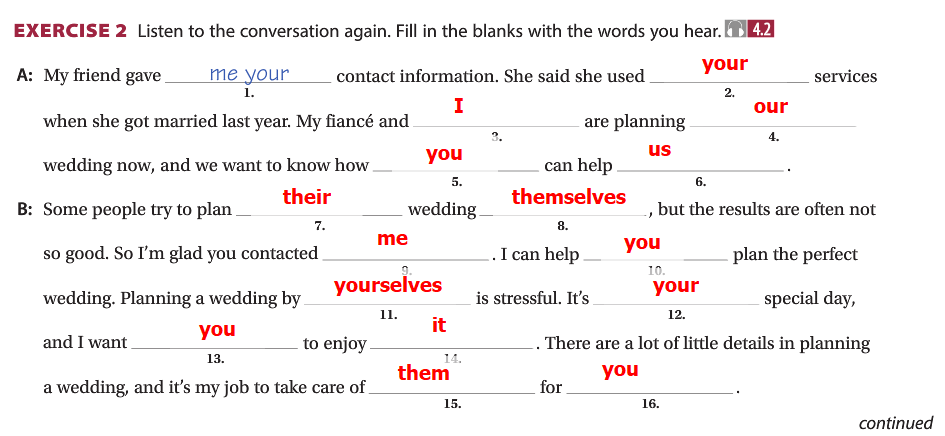 EXERCISE 2 Listen to the conversation again. Fill in the blanks with the words you hear. 4.2
A: My friend gave me your contact information. She said she used your services
1. 2.
when she got married last year. My fiancé and I are planning our
3. 4.
wedding now, and we want to know how you can help us .
5. 6.
B: Some people try to plan their wedding themselves , but the results are often not
7. 8.
so good. So I'm glad you contacted me . I can help you plan the perfect
9. 10.
wedding. Planning a wedding by yourselves is stressful. It's your special day,
11. 12.
and I want you to enjoy it . There are a lot of little details in planning
13. 14.
a wedding, and it's my job to take care of them for you .
15. 16.
continued